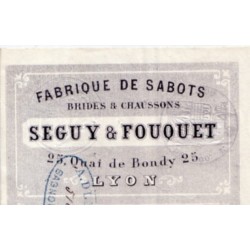 FABRIQUE DE SABOTS
BRIDES & CHAUSSONS
SEGUY & FOUQUET
25, Quai de Bondy 25
LYON